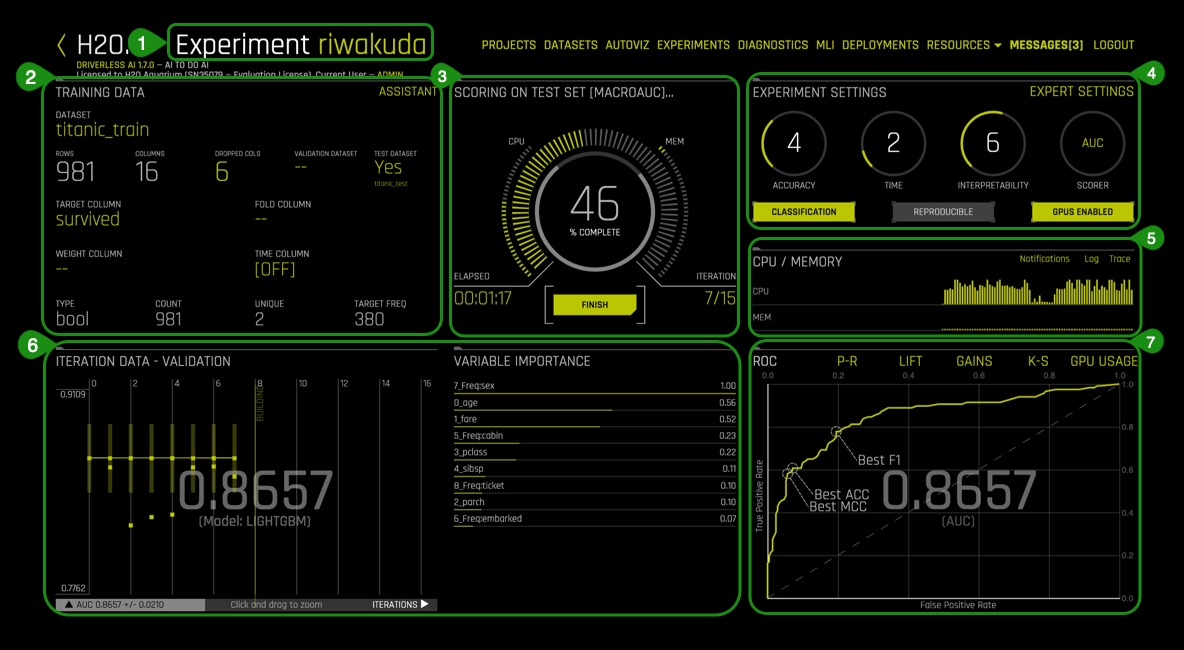 H2O. 1 Experiment riwakuda
PROJECTS DATASETS AUTOVIZ EXPERIMENTS DIAGNOSTICS MLI DEPLOYMENTS RESOURCES MESSAGES[3] LOGOUT
DRIVERLESS AI 1.7.0 – AI TO DO AI
Licensed to H2O Aquarium (SN35079 – Evaluation License). Current User – ADMIN
2
TRAINING DATA
ASSISTANT
DATASET
titanic_train
ROWS COLUMNS DROPPED COLS VALIDATION DATASET TEST DATASET
981 16 6 -- Yes
titanic_test
TARGET COLUMN FOLD COLUMN
survived --
WEIGHT COLUMN TIME COLUMN
-- [OFF]
TYPE COUNT UNIQUE TARGET FREQ
bool 981 2 380
3
SCORING ON TEST SET [MACROAUC]...
CPU MEM
46
% COMPLETE
ELAPSED ITERATION
00:01:17 7/15
FINISH
4
EXPERIMENT SETTINGS EXPERT SETTINGS
4 2 6 AUC
ACCURACY TIME INTERPRETABILITY SCORER
CLASSIFICATION REPRODUCIBLE GPUS ENABLED
5
CPU / MEMORY Notifications Log Trace
CPU
MEM
6
ITERATION DATA - VALIDATION
0 2 4 6 8 10 12 14 16
0.9109
BUILDING
0.8657
(Model: LIGHTGBM)
0.7762
AUC 0.8657 +/- 0.0210 Click and drag to zoom ITERATIONS
VARIABLE IMPORTANCE
7_Freq:sex 1.00
0_age 0.56
1_fare 0.52
5_Freq:cabin 0.23
3_pclass 0.22
4_sibsp 0.11
8_Freq:ticket 0.10
2_parch 0.10
6_Freq:embarked 0.07
7
ROC P-R LIFT GAINS K-S GPU USAGE
0.0 0.2 0.4 0.6 0.8 1.0
1.0
0.8
Best F1
0.6
Best ACC
Best MCC
0.8657
(AUC)
0.4
0.2
0.0
True Positive Rate
False Positive Rate